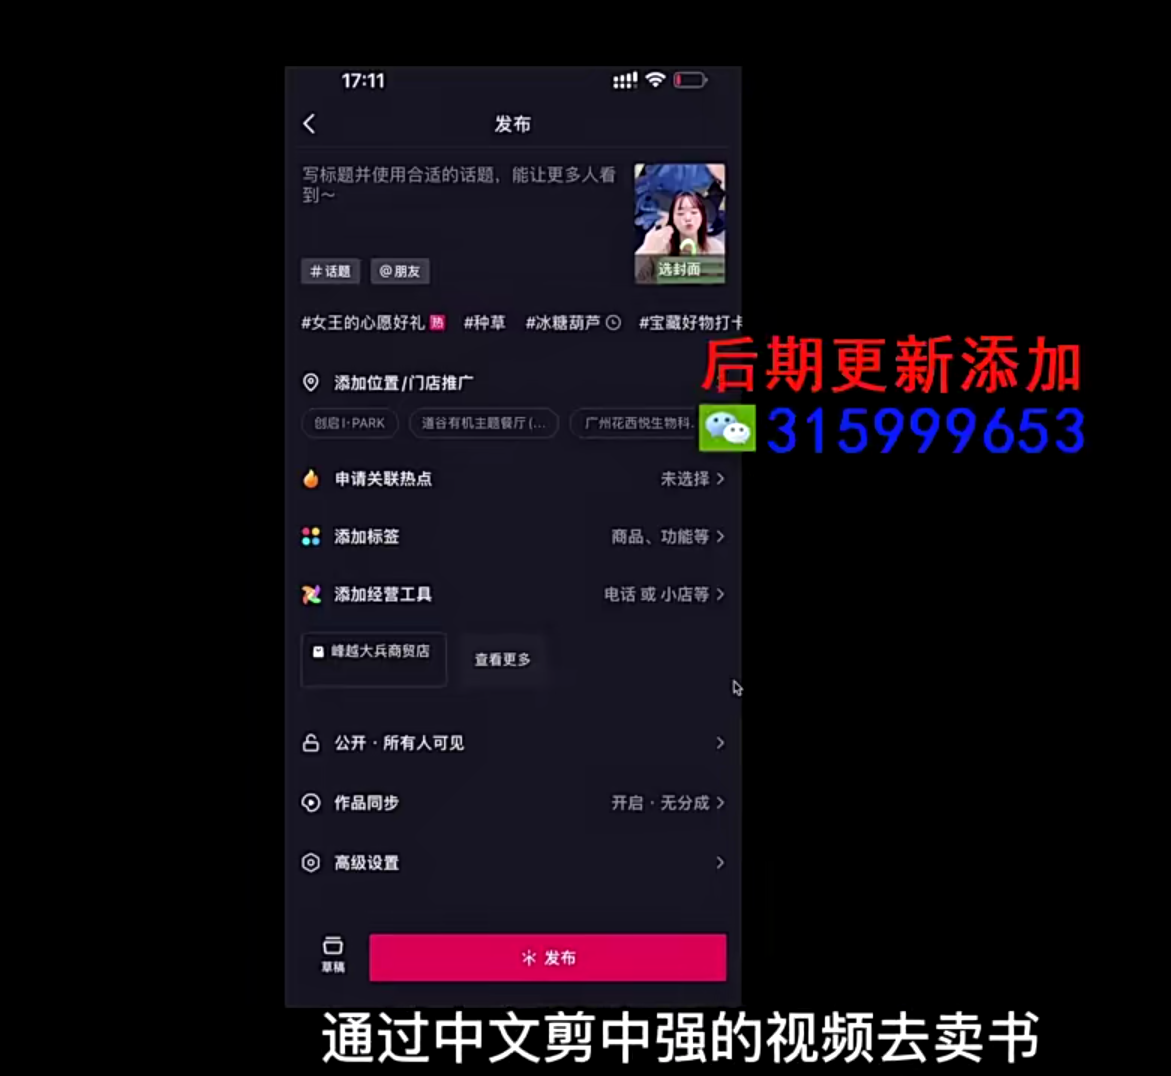 17:11
发布
写标题并使用合适的话题，能让更多人看
到～
选封面
#话题 @朋友
#女王的心愿好礼 热 #种草 #冰糖葫芦 #宝藏好物打卡
后期更新添加
添加位置/门店推广
创启I·PARK 道谷有机主题餐厅(... 广州花西悦生物科.
315999653
申请关联热点 未选择
添加标签 商品、功能等
添加经营工具 电话 或 小店等
峰越大兵商贸店 查看更多
公开 · 所有人可见
作品同步 开启 · 无分成
高级设置
草稿 发布
通过中文剪中强的视频去卖书